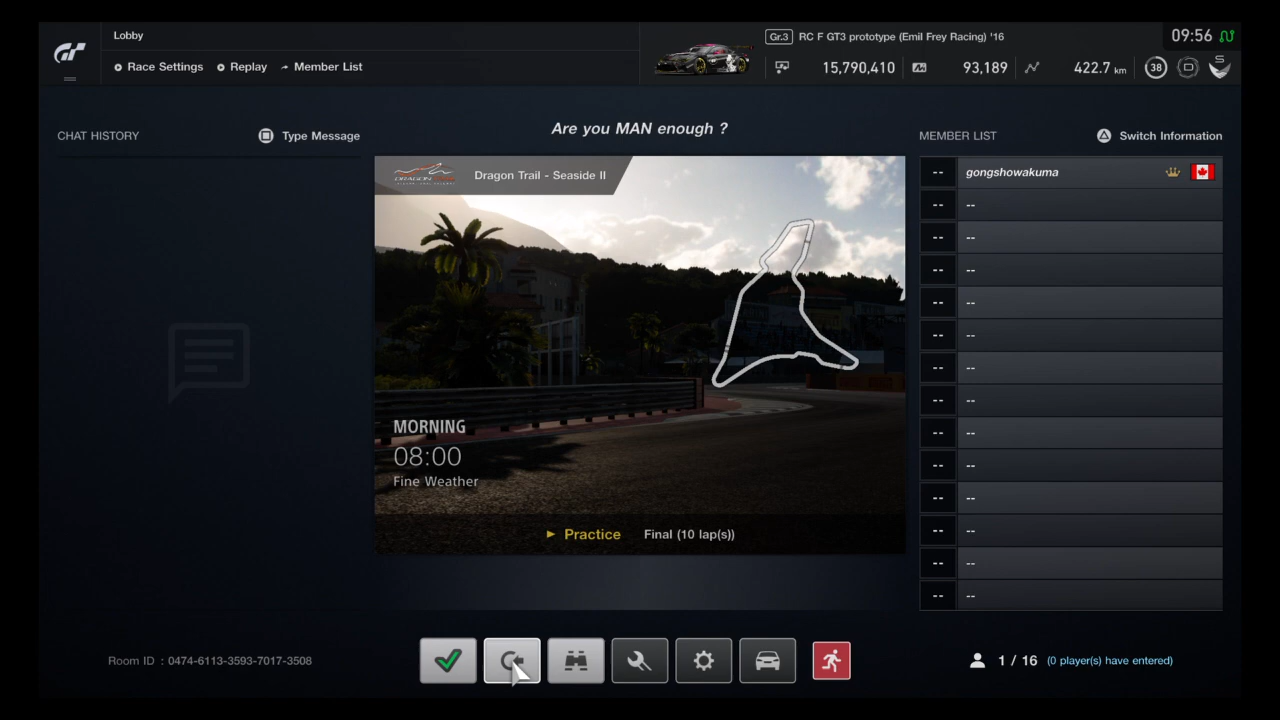 Lobby
Race Settings Replay Member List
Gr.3 RC F GT3 prototype (Emil Frey Racing) '16
09:56
15,790,410 93,189 422.7 km 38 D S
CHAT HISTORY
Type Message
Are you MAN enough ?
Dragon Trail - Seaside II
MORNING
08:00
Fine Weather
Practice Final (10 lap(s))
MEMBER LIST
Switch Information
-- gongshowakuma
-- --
-- --
-- --
-- --
-- --
-- --
-- --
-- --
-- --
-- --
-- --
-- --
-- --
Room ID : 0474-6113-3593-7017-3508
1 / 16 (0 player(s) have entered)